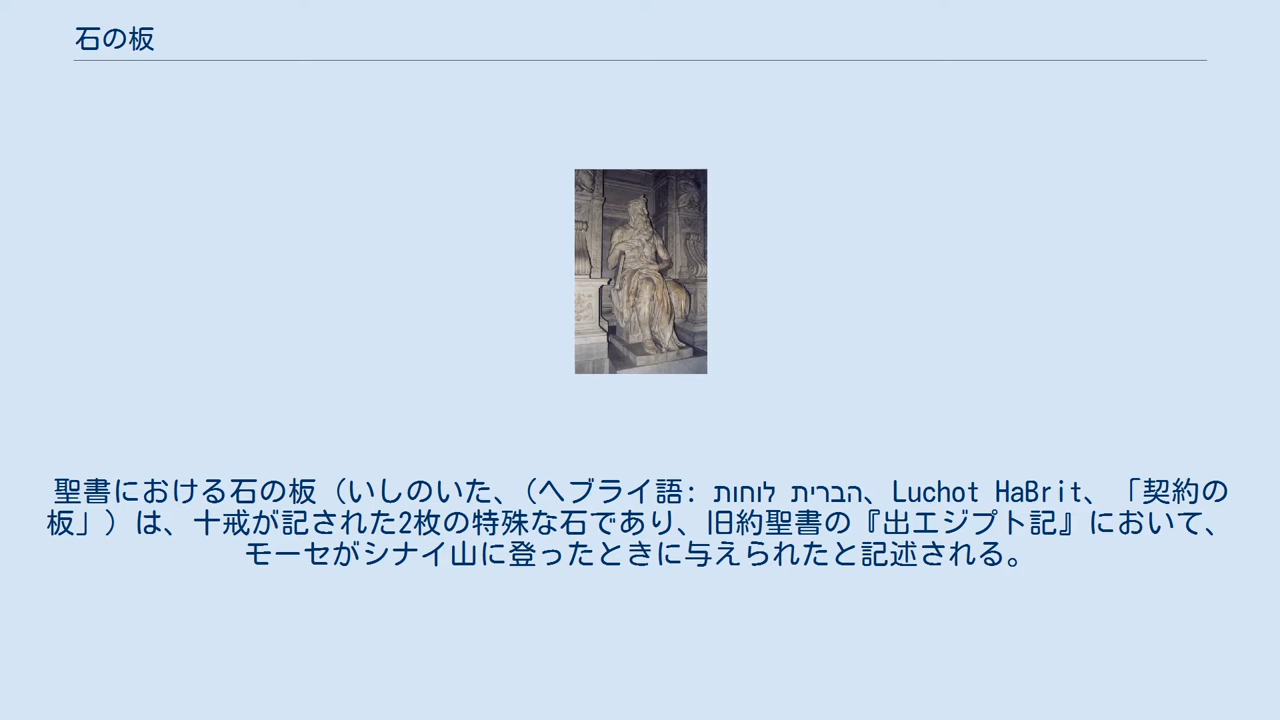 石の板
聖書における石の板（いしのいた、（ヘブライ語: לוחות הברית、Luchot HaBrit、「契約の
板」）は、十戒が記された2枚の特殊な石であり、旧約聖書の『出エジプト記』において、
モーセがシナイ山に登ったときに与えられたと記述される。